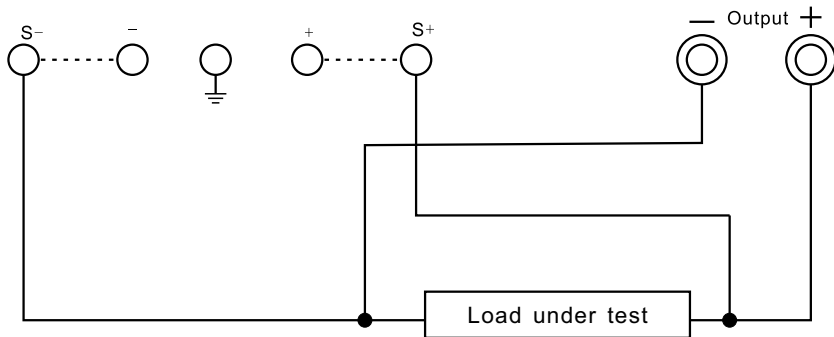 S− − + S+ − Output +
Load under test